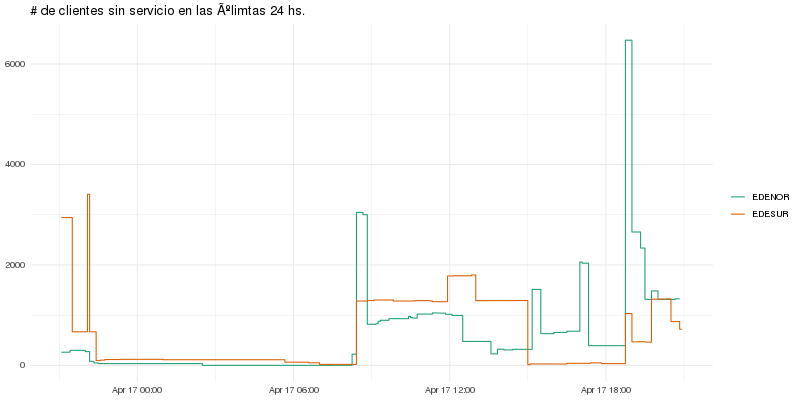 # de clientes sin servicio en las Ãºlimtas 24 hs.
6000
4000
2000
0
Apr 17 00:00
Apr 17 06:00
Apr 17 12:00
Apr 17 18:00
EDENOR
EDESUR